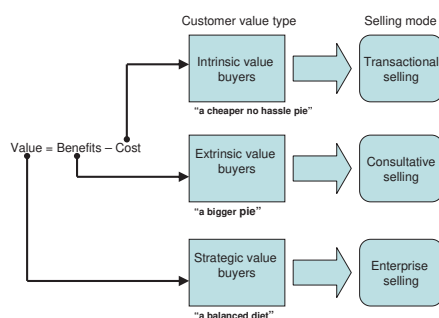 Customer value type
Selling mode
Intrinsic value
buyers
Transactional
selling
“a cheaper no hassle pie”
Value = Benefits – Cost
Extrinsic value
buyers
Consultative
selling
“a bigger pie”
Strategic value
buyers
Enterprise
selling
“a balanced diet”